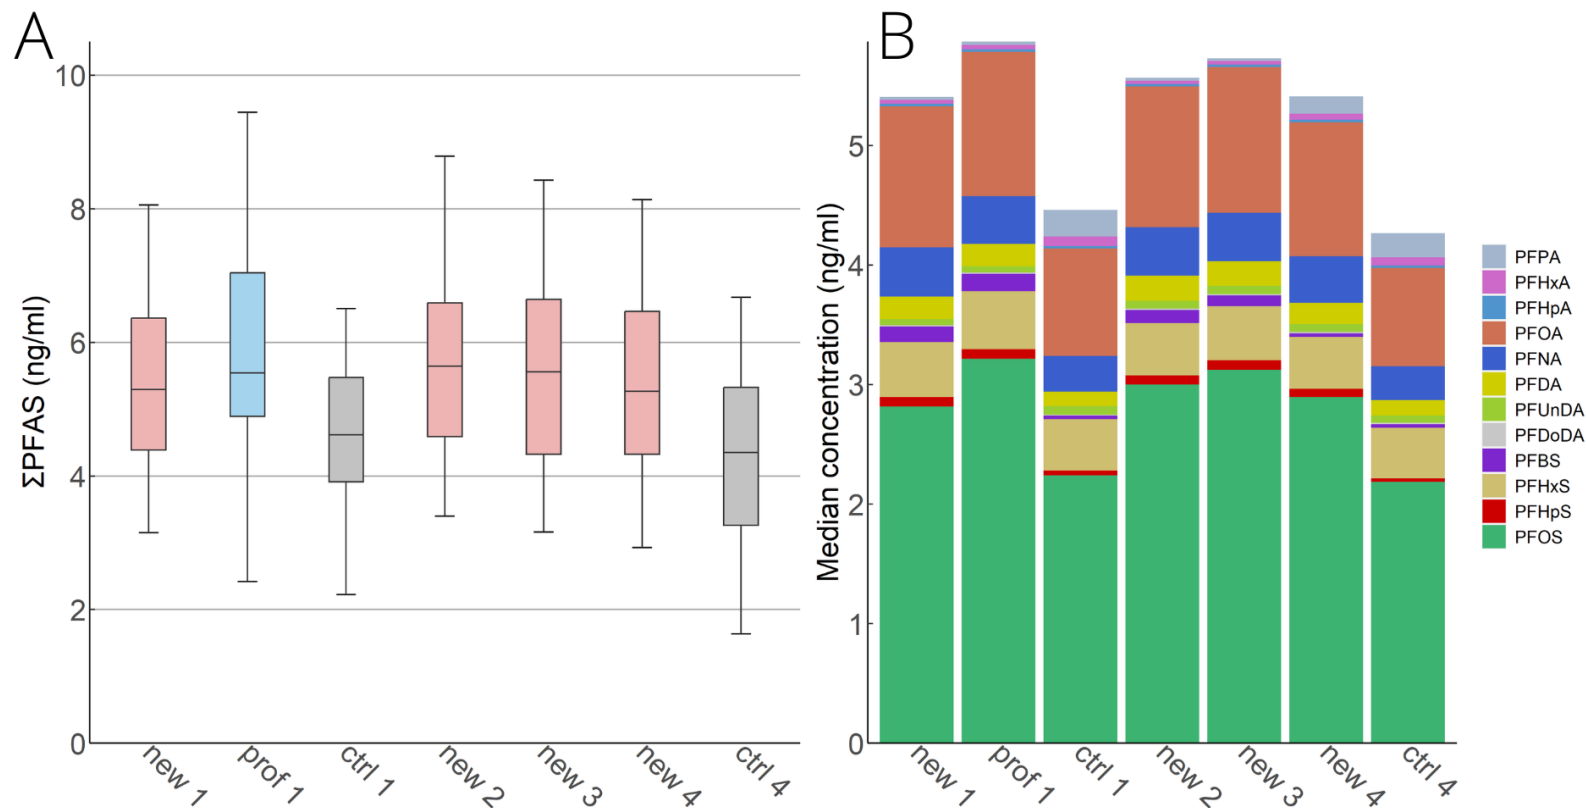 A
ΣPFAS (ng/ml)
10
8
6
4
2
0
new 1
prof 1
ctrl 1
new 2
new 3
new 4
ctrl 4
B
Median concentration (ng/ml)
5
4
3
2
1
0
new 1
prof 1
ctrl 1
new 2
new 3
new 4
ctrl 4
PFPA
PFHxA
PFHpA
PFOA
PFNA
PFDA
PFUnDA
PFDoDA
PFBS
PFHxS
PFHpS
PFOS